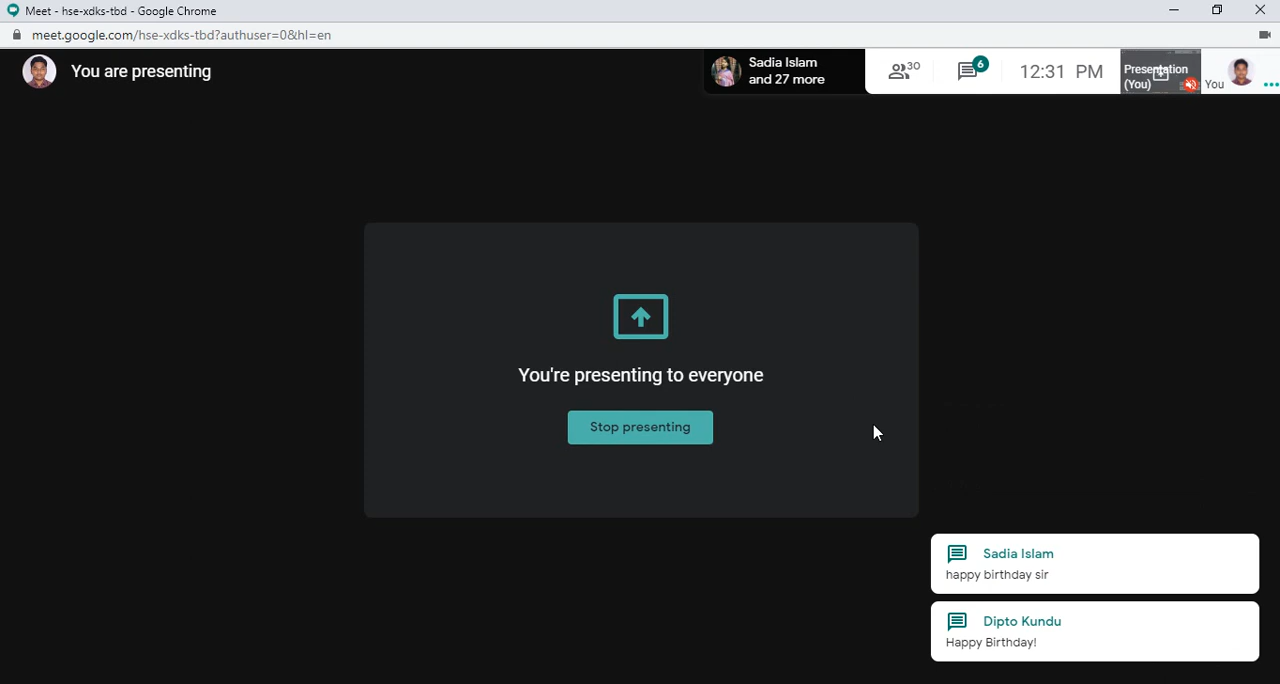 Meet - hse-xdks-tbd - Google Chrome
meet.google.com/hse-xdks-tbd?authuser=0&hl=en
You are presenting
Sadia Islam
and 27 more
30
6
12:31 PM
Presentation
(You)
You
You're presenting to everyone
Stop presenting
Sadia Islam
happy birthday sir
Dipto Kundu
Happy Birthday!